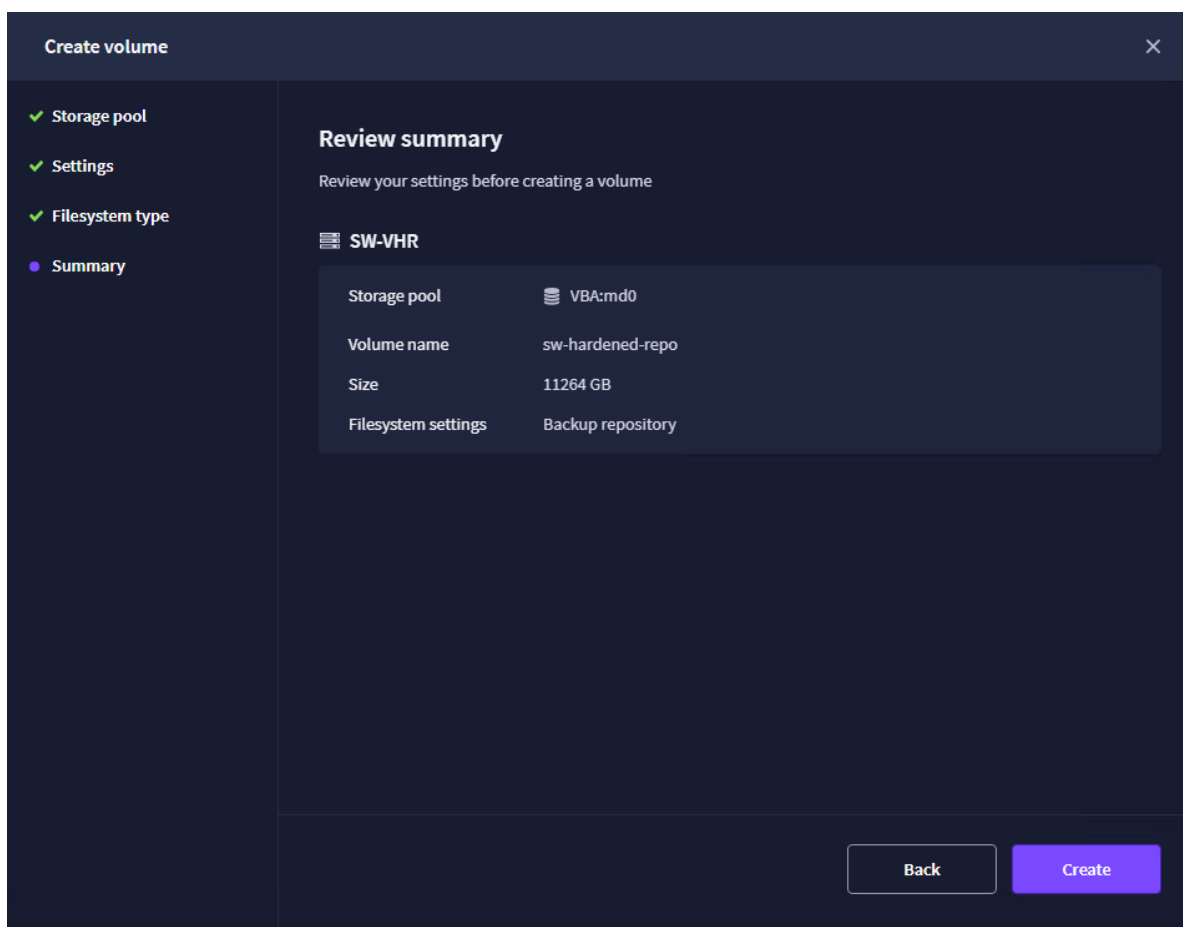 Create volume
Storage pool
Settings
Filesystem type
Summary
Review summary
Review your settings before creating a volume
SW-VHR
Storage pool VBA:md0
Volume name sw-hardened-repo
Size 11264 GB
Filesystem settings Backup repository
Back Create